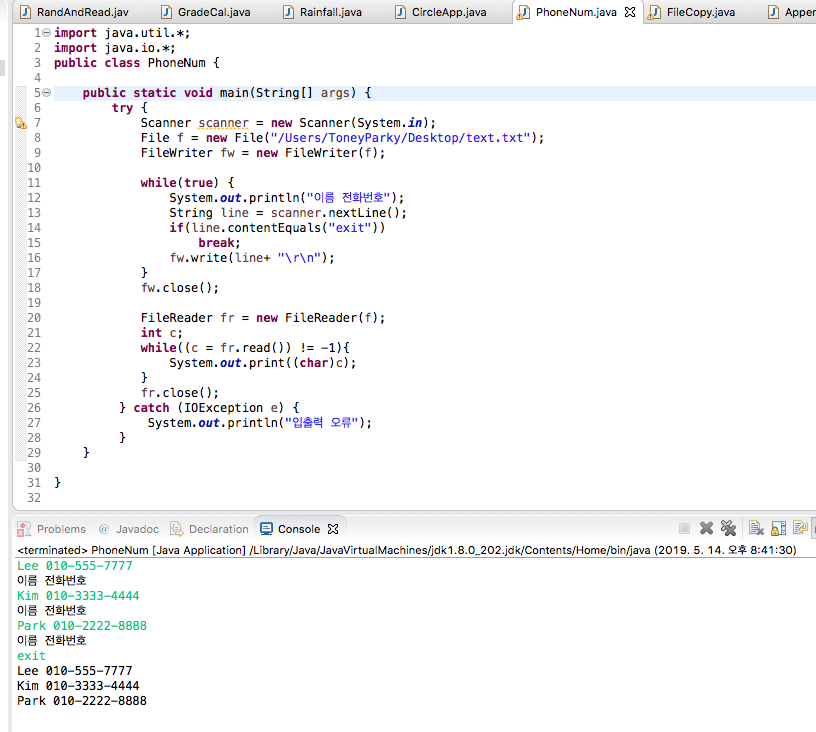 RandAndRead.jav GradeCal.java Rainfall.java CircleApp.java PhoneNum.java FileCopy.java Apper
1 import java.util.*;
2 import java.io.*;
3 public class PhoneNum {
4
5 public static void main(String[] args) {
6 try {
7 Scanner scanner = new Scanner(System.in);
8 File f = new File("/Users/ToneyParky/Desktop/text.txt");
9 FileWriter fw = new FileWriter(f);
10
11 while(true) {
12 System.out.println("이름 전화번호");
13 String line = scanner.nextLine();
14 if(line.contentEquals("exit"))
15 break;
16 fw.write(line+ "\r\n");
17 }
18 fw.close();
19
20 FileReader fr = new FileReader(f);
21 int c;
22 while((c = fr.read()) != -1){
23 System.out.print((char)c);
24 }
25 fr.close();
26 } catch (IOException e) {
27 System.out.println("입출력 오류");
28 }
29 }
30
31 }
32
Problems @ Javadoc Declaration Console
<terminated> PhoneNum [Java Application] /Library/Java/JavaVirtualMachines/jdk1.8.0_202.jdk/Contents/Home/bin/java (2019. 5. 14. 오후 8:41:30)
Lee 010-555-7777
이름 전화번호
Kim 010-3333-4444
이름 전화번호
Park 010-2222-8888
이름 전화번호
exit
Lee 010-555-7777
Kim 010-3333-4444
Park 010-2222-8888